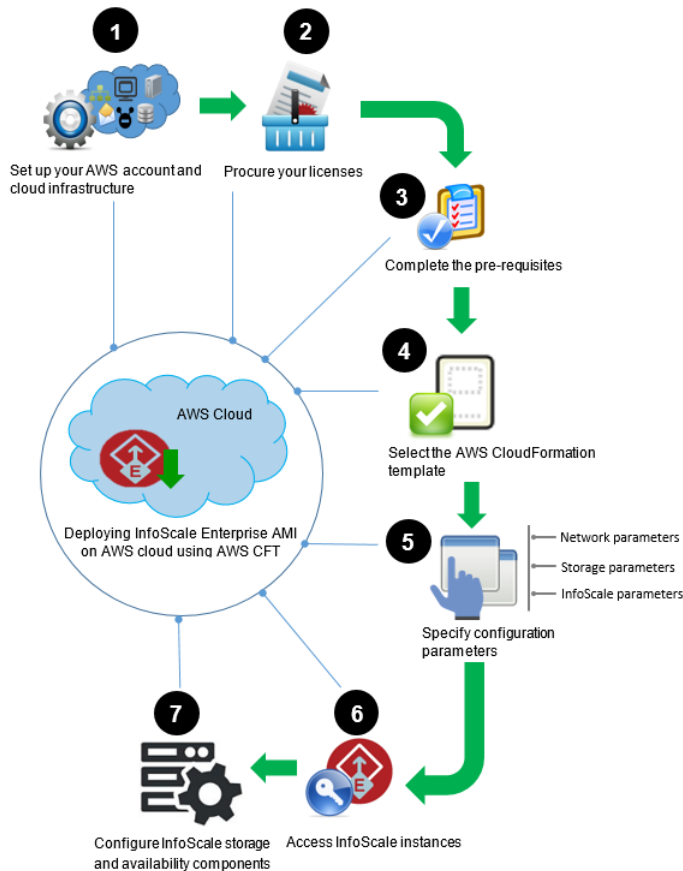 1
Set up your AWS account and
cloud infrastructure
2
Procure your licenses
3
Complete the pre-requisites
4
Select the AWS CloudFormation
template
AWS Cloud
E
Deploying InfoScale Enterprise AMI
on AWS cloud using AWS CFT
5
Network parameters
Storage parameters
InfoScale parameters
Specify configuration
parameters
6
E
Access InfoScale instances
7
Configure InfoScale storage
and availability components